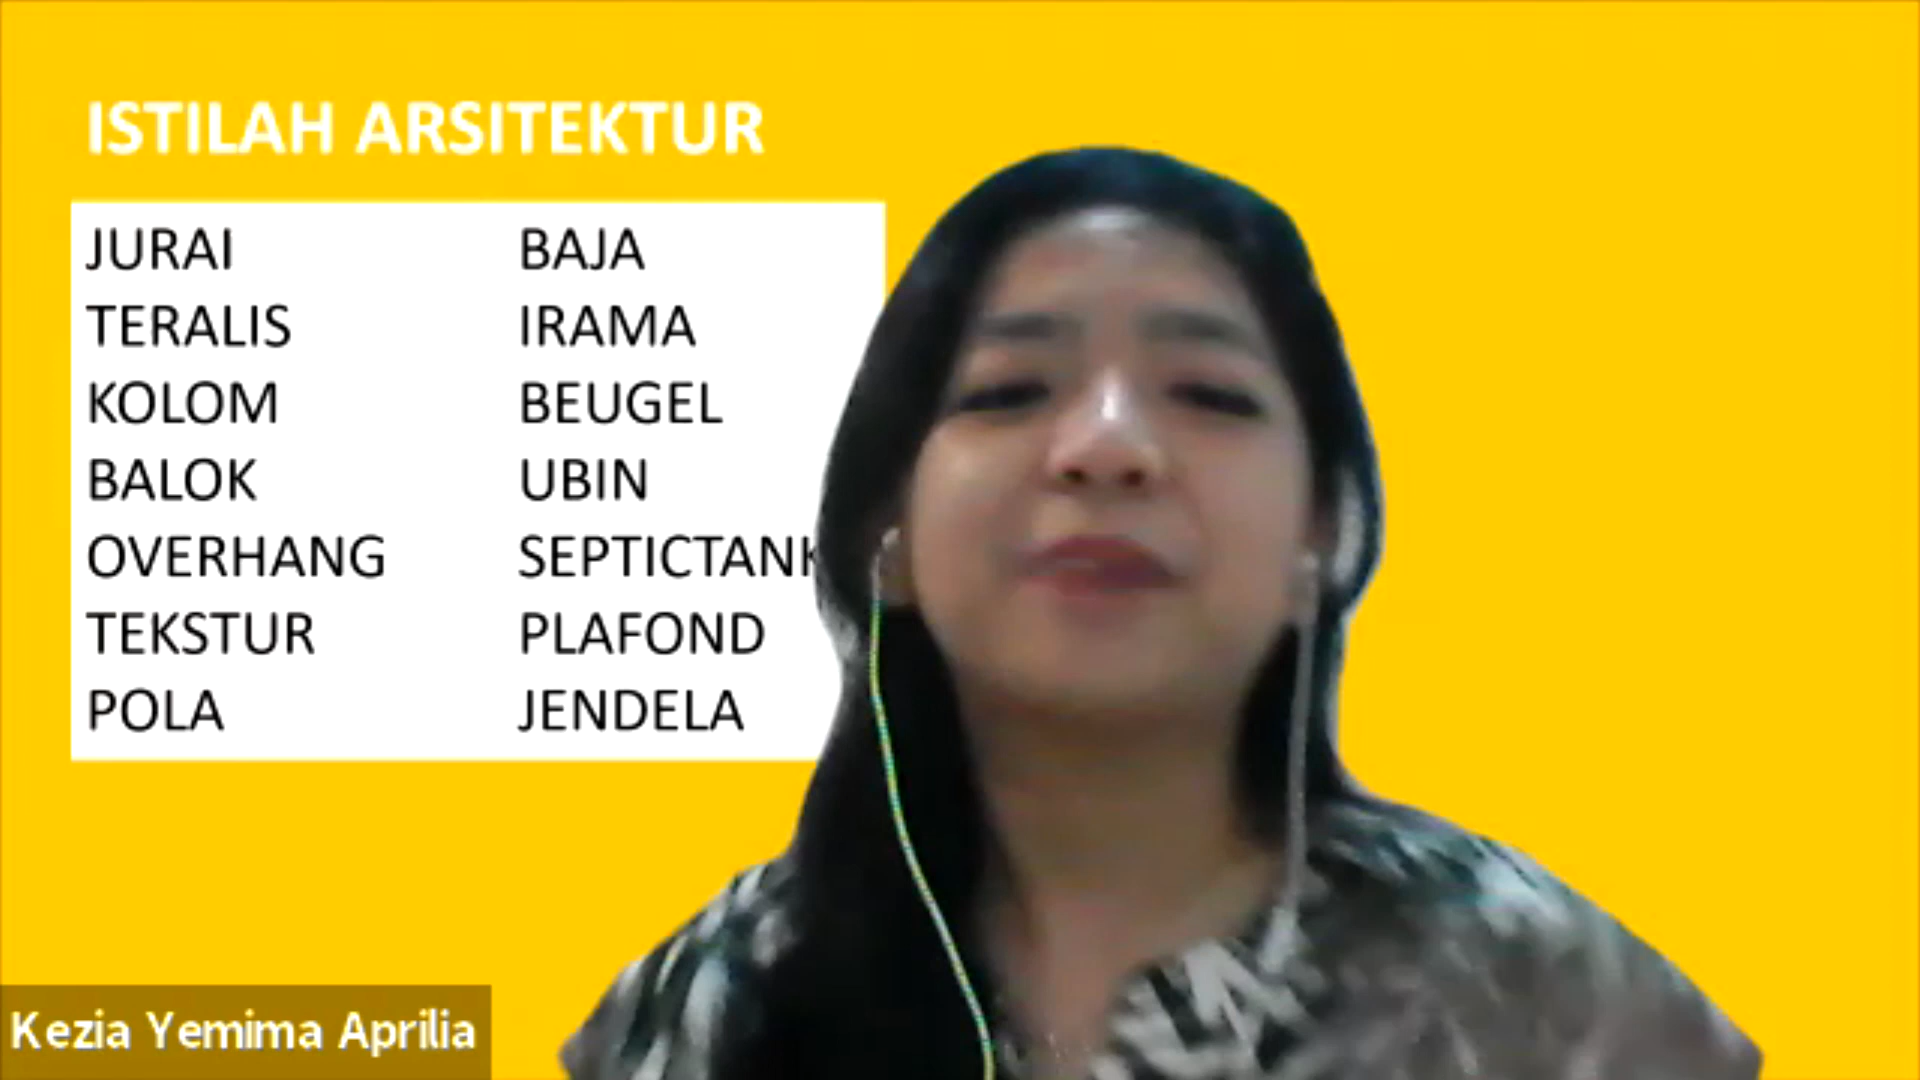 ISTILAH ARSITEKTUR
JURAI
TERALIS
KOLOM
BALOK
OVERHANG
TEKSTUR
POLA
BAJA
IRAMA
BEUGEL
UBIN
SEPTICTANK
PLAFOND
JENDELA
Kezia Yemima Aprilia